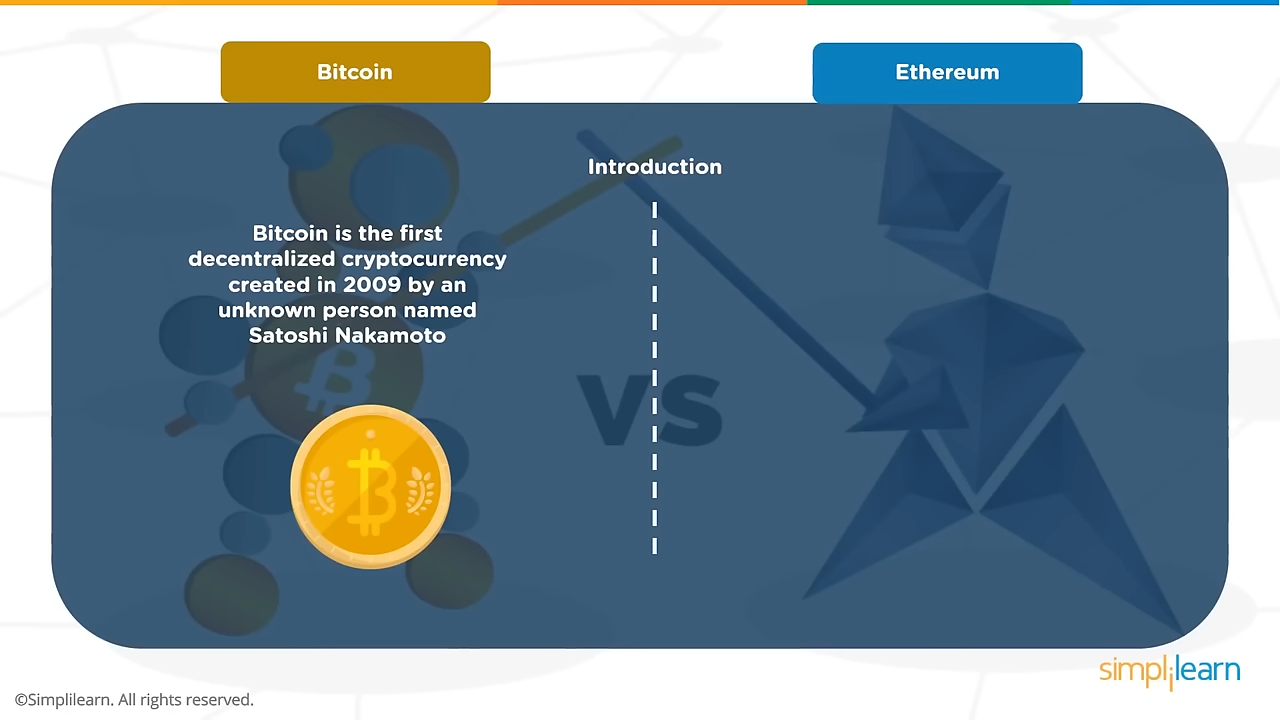 Bitcoin
Ethereum
Introduction
Bitcoin is the first
decentralized cryptocurrency
created in 2009 by an
unknown person named
Satoshi Nakamoto
VS
simplilearn
©Simplilearn. All rights reserved.